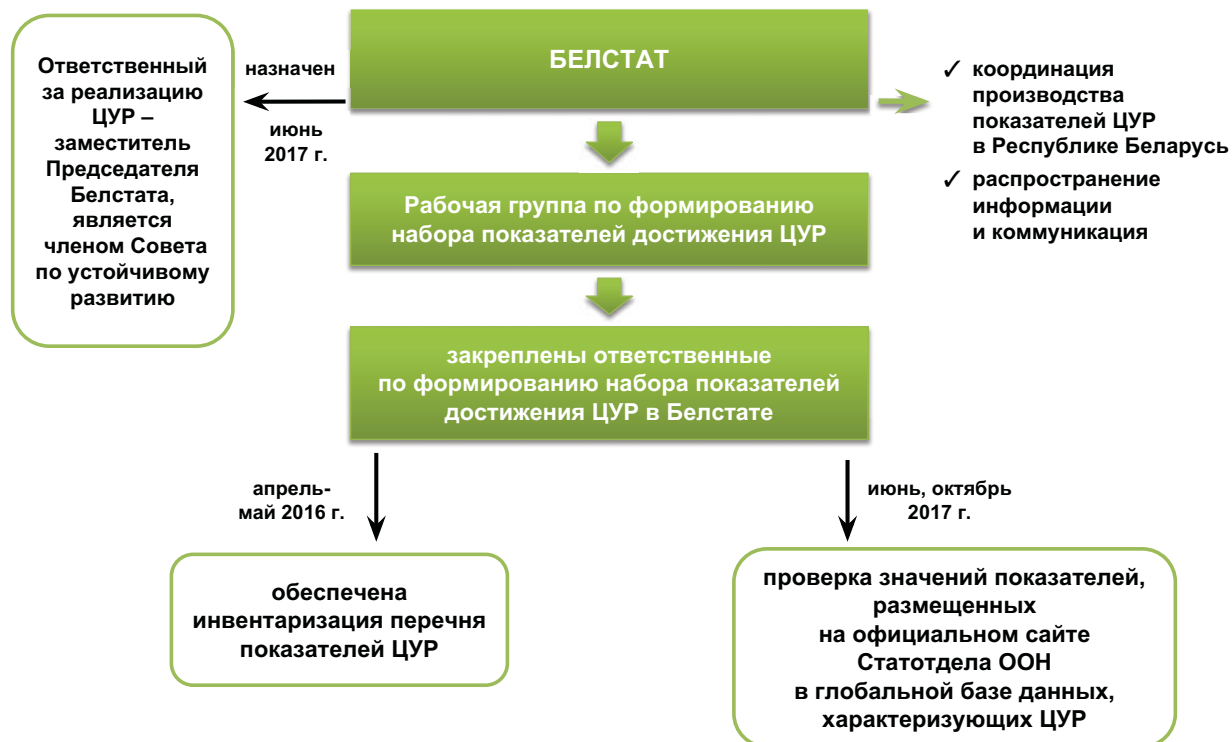 БЕЛСТАТ
Ответственный
за реализацию
ЦУР –
заместитель
Председателя
Белстата,
является
членом Совета
по устойчивому
развитию
назначен
июнь
2017 г.
✓ координация
производства
показателей ЦУР
в Республике Беларусь
✓ распространение
информации
и коммуникация
Рабочая группа по формированию
набора показателей достижения ЦУР
закреплены ответственные
по формированию набора показателей
достижения ЦУР в Белстате
апрель-
май 2016 г.
июнь, октябрь
2017 г.
обеспечена
инвентаризация перечня
показателей ЦУР
проверка значений показателей,
размещенных
на официальном сайте
Статотдела ООН
в глобальной базе данных,
характеризующих ЦУР